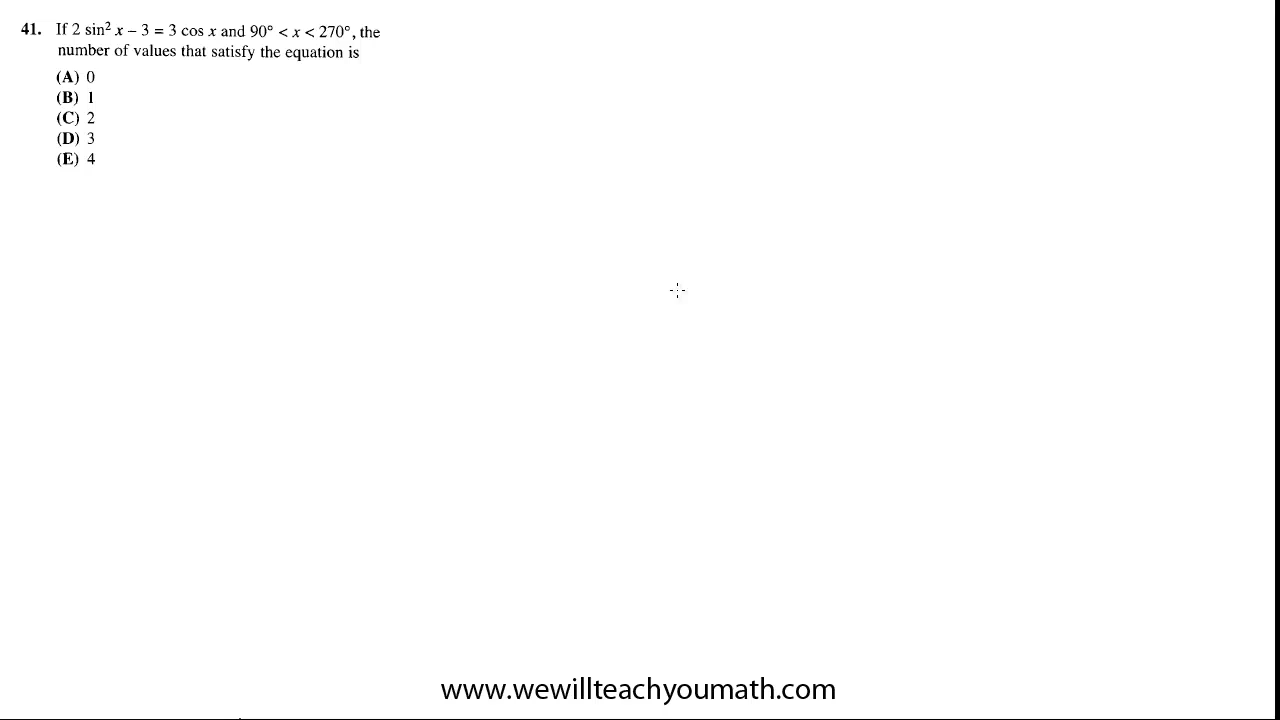 41. If 2 sin² x – 3 = 3 cos x and 90° < x < 270°, the
number of values that satisfy the equation is
(A) 0
(B) 1
(C) 2
(D) 3
(E) 4
www.wewillteachyoumath.com